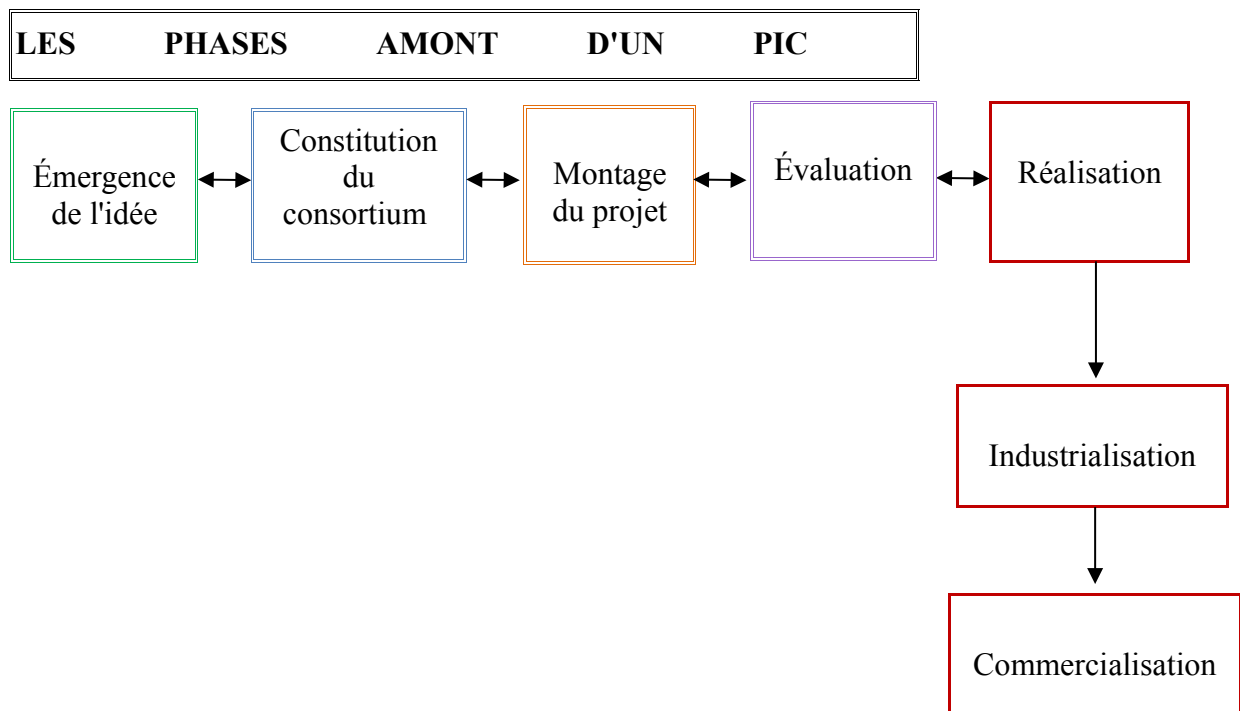 LES PHASES AMONT D'UN PIC
Émergence
de l'idée
Constitution
du
consortium
Montage
du projet
Évaluation
Réalisation
Industrialisation
Commercialisation